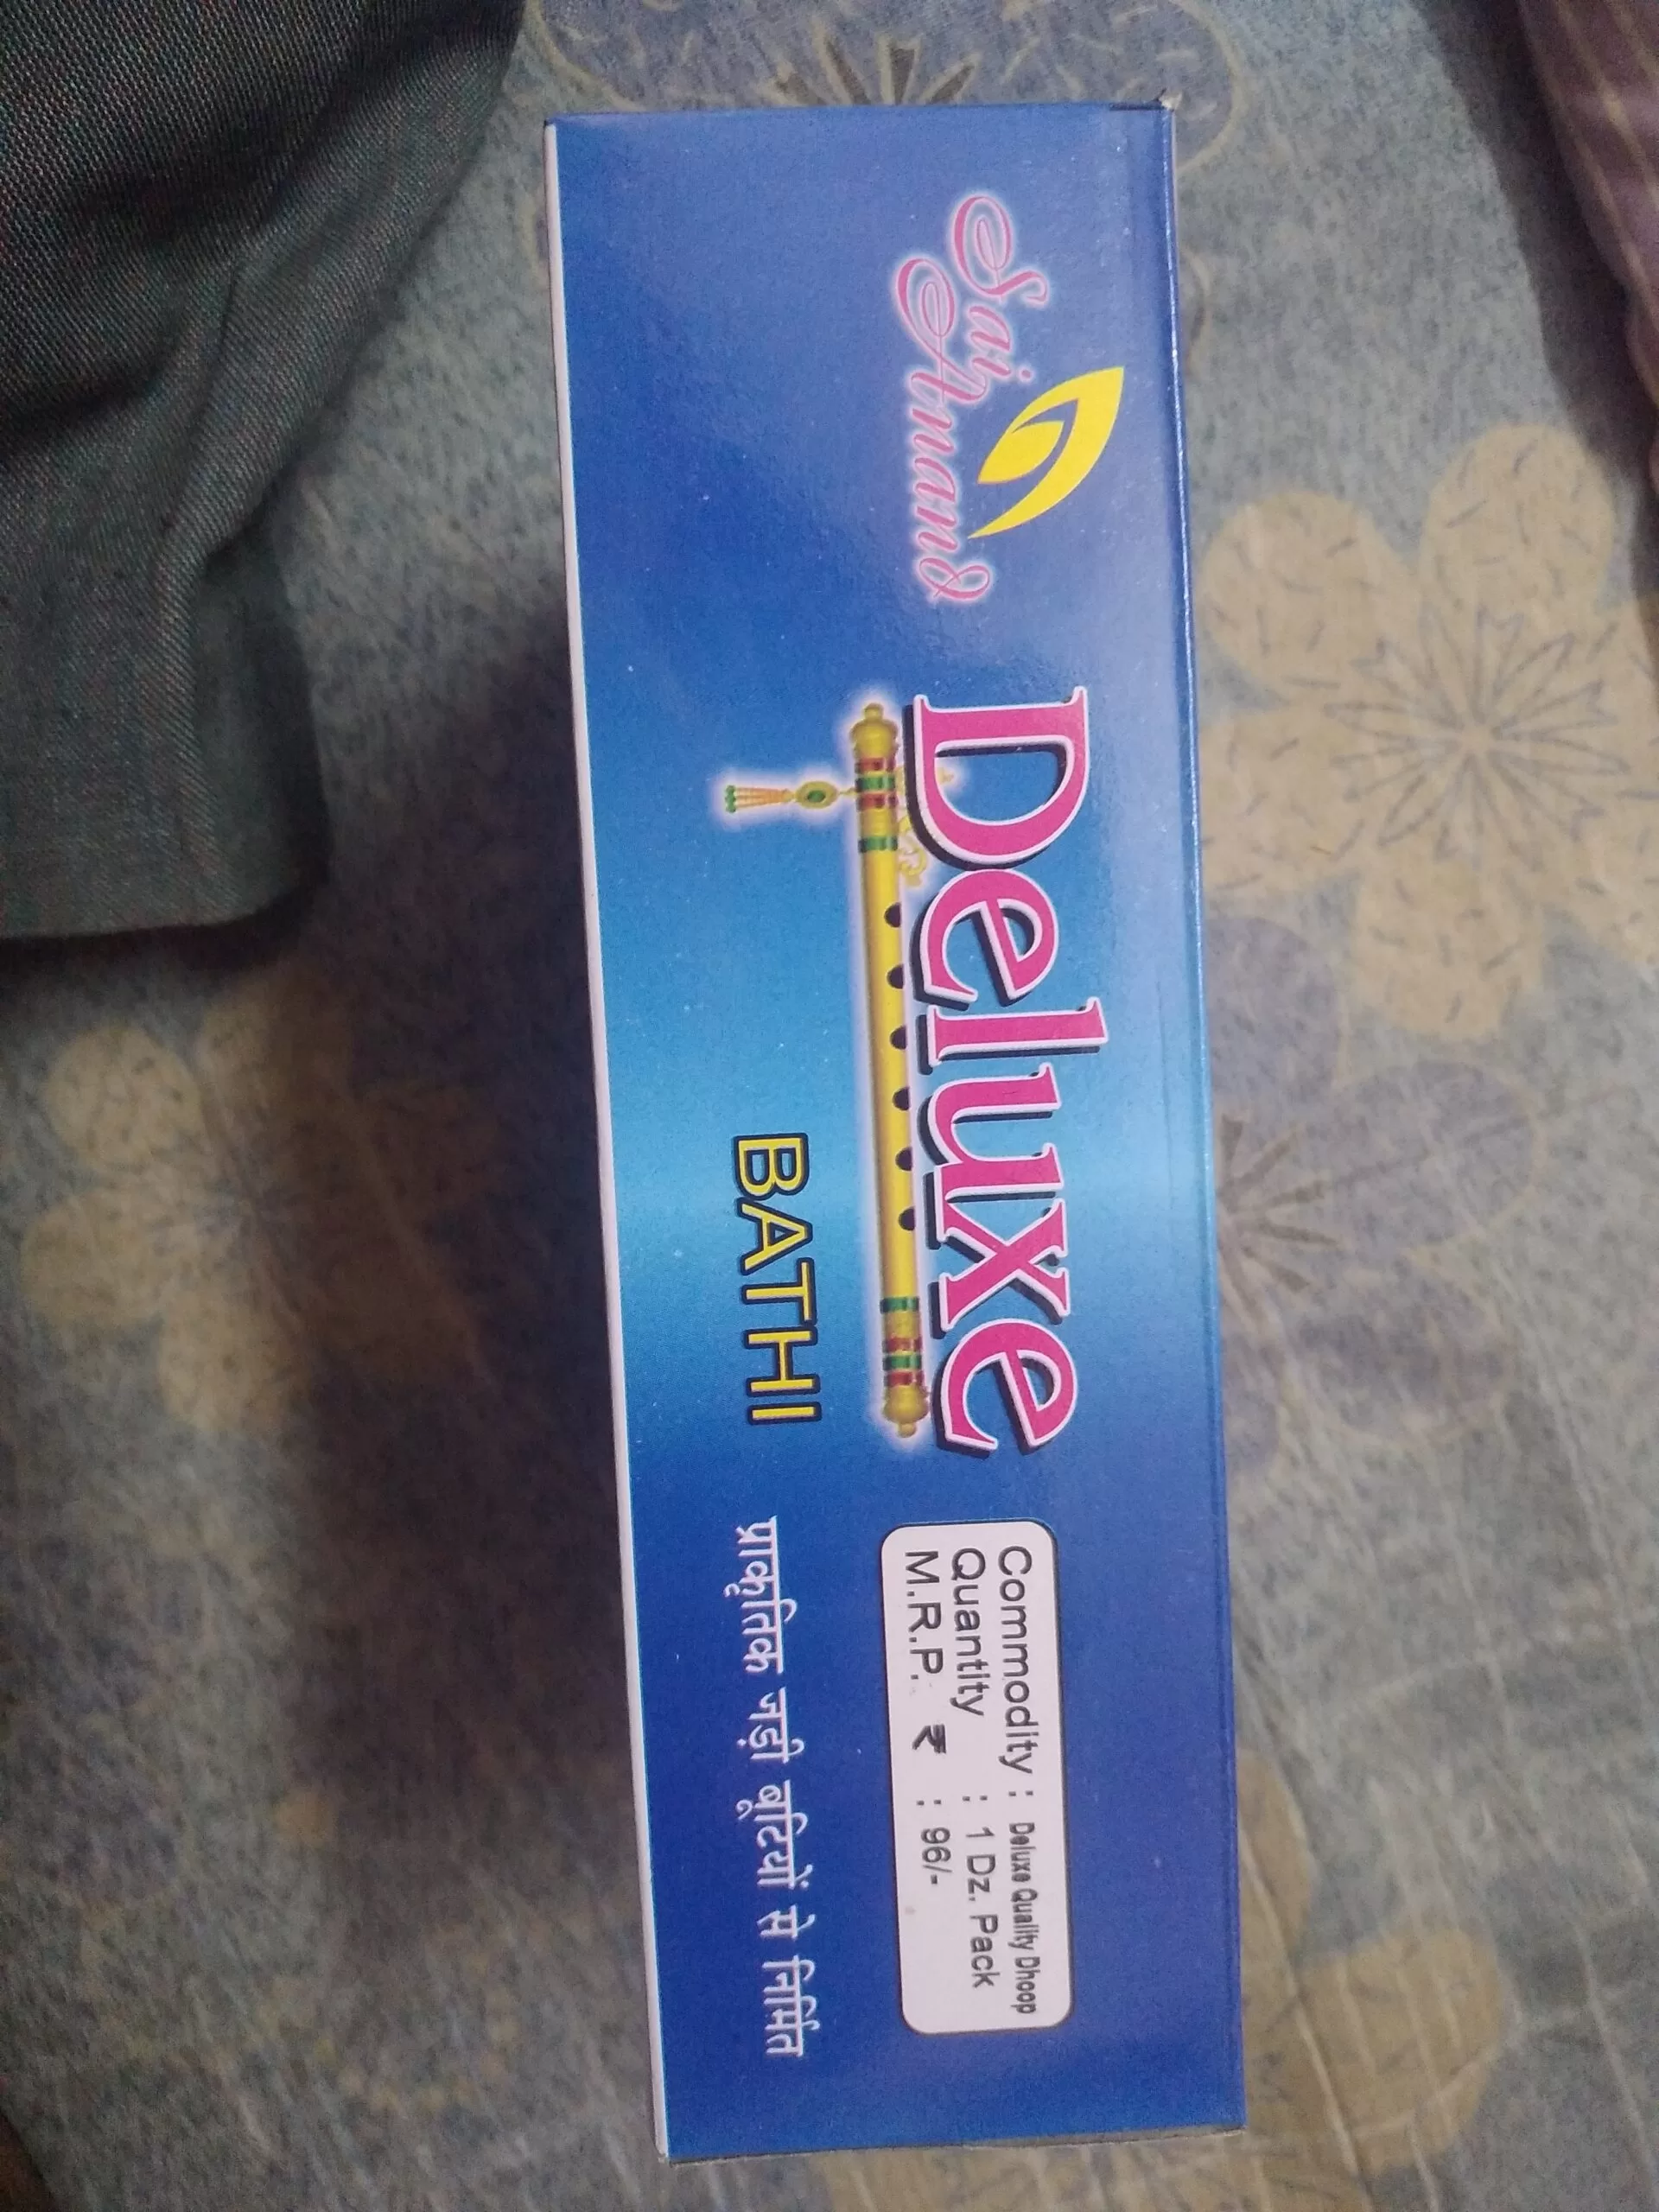 Sai
Anand
Deluxe
BATHI
Commodity : Deluxe Quality Dhoop
Quantity : 1 Dz. Pack
M.R.P. ₹ : 96/-
प्राकृतिक जड़ी बूटियों से निर्मित